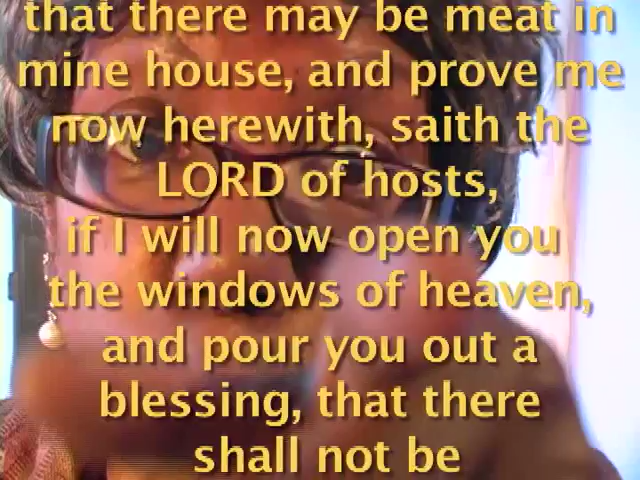 that there may be meat in
mine house, and prove me
now herewith, saith the
LORD of hosts,
if I will now open you
the windows of heaven,
and pour you out a
blessing, that there
shall not be